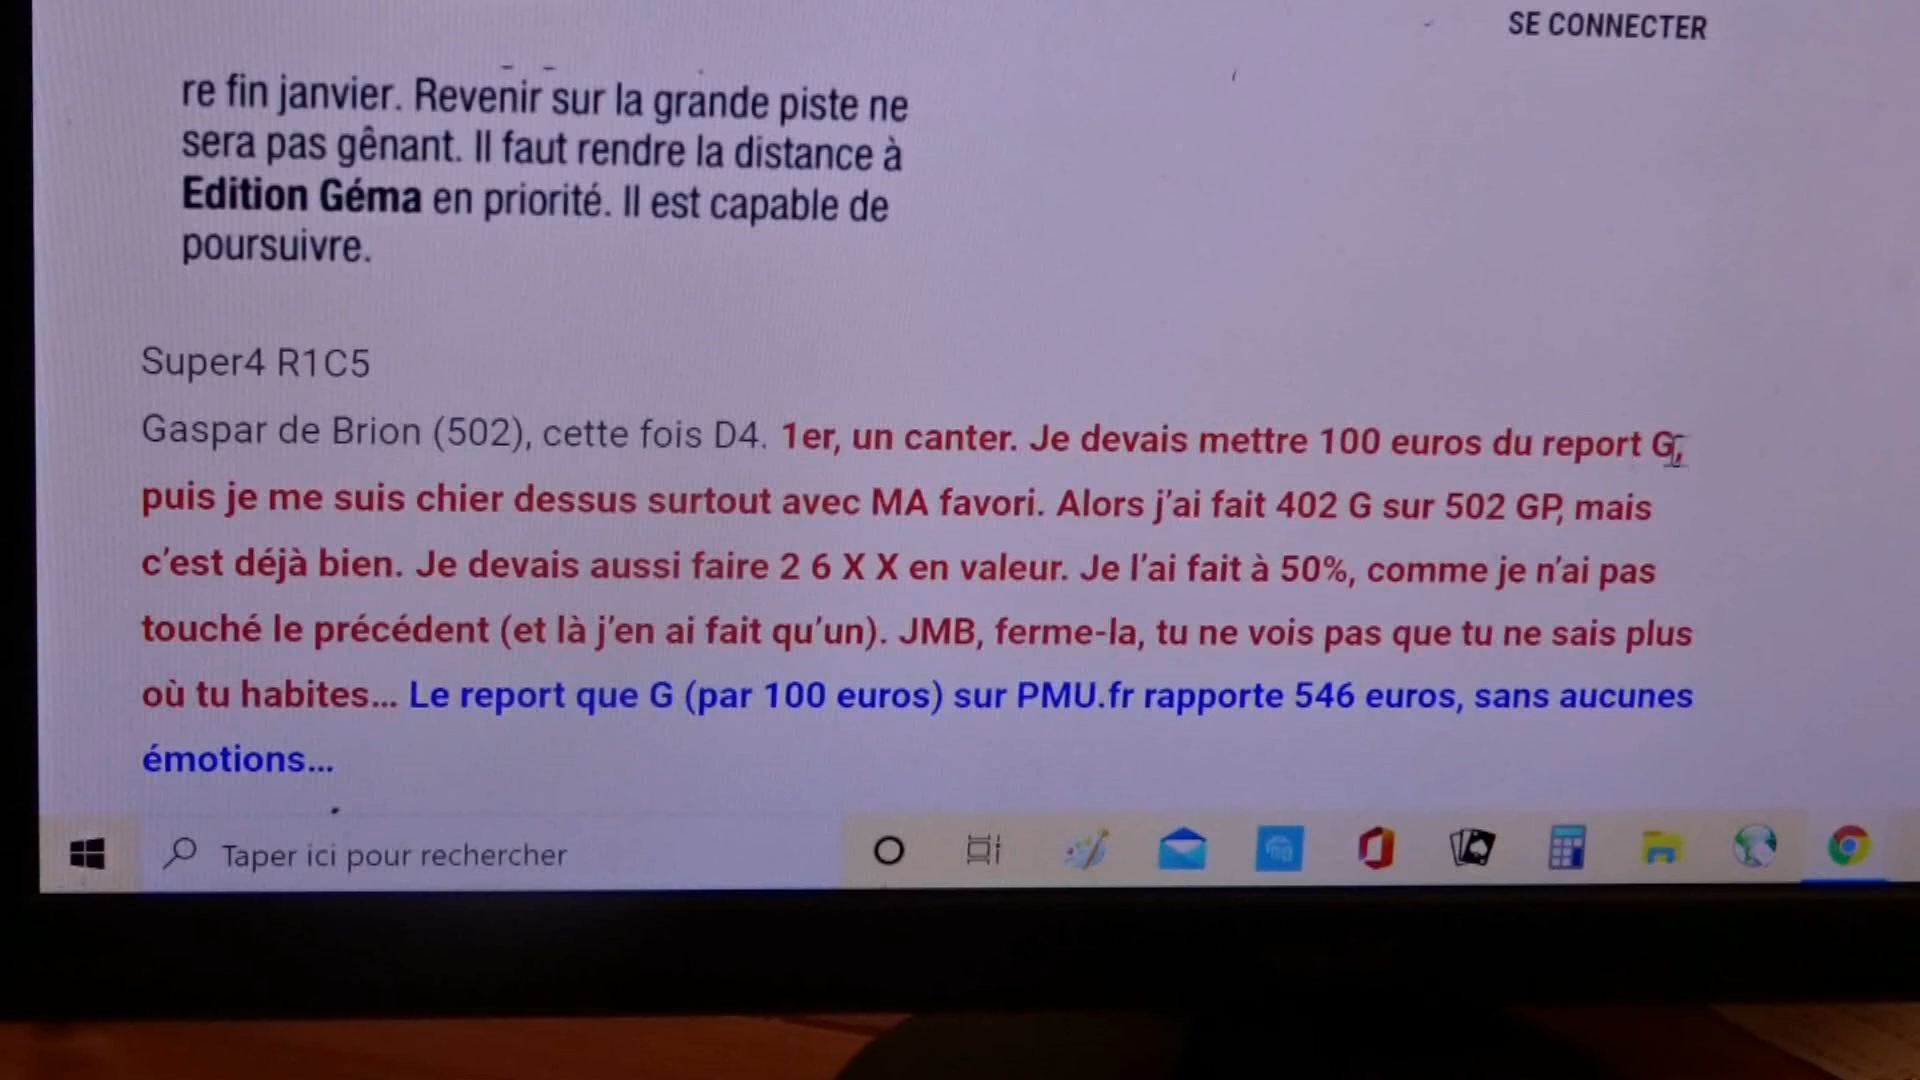 SE CONNECTER
re fin janvier. Revenir sur la grande piste ne
sera pas gênant. Il faut rendre la distance à
Edition Géma en priorité. Il est capable de
poursuivre.
Super4 R1C5
Gaspar de Brion (502), cette fois D4. 1er, un canter. Je devais mettre 100 euros du report G,
puis je me suis chier dessus surtout avec MA favori. Alors j'ai fait 402 G sur 502 GP, mais
c'est déjà bien. Je devais aussi faire 2 6 X X en valeur. Je l'ai fait à 50%, comme je n'ai pas
touché le précédent (et là j'en ai fait qu'un). JMB, ferme-la, tu ne vois pas que tu ne sais plus
où tu habites... Le report que G (par 100 euros) sur PMU.fr rapporte 546 euros, sans aucunes
émotions...
Taper ici pour rechercher